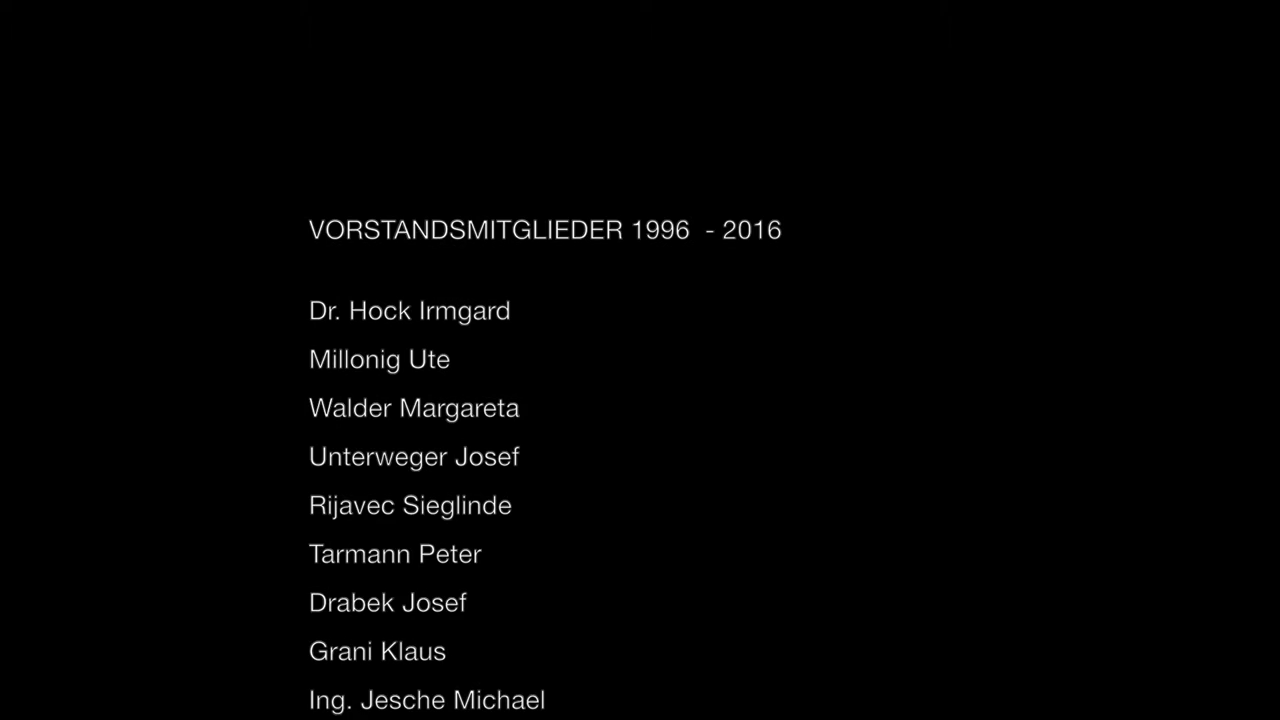 VORSTANDSMITGLIEDER 1996  - 2016
Dr. Hock Irmgard
Millonig Ute
Walder Margareta
Unterweger Josef
Rijavec Sieglinde
Tarmann Peter
Drabek Josef
Grani Klaus
Ing. Jesche Michael